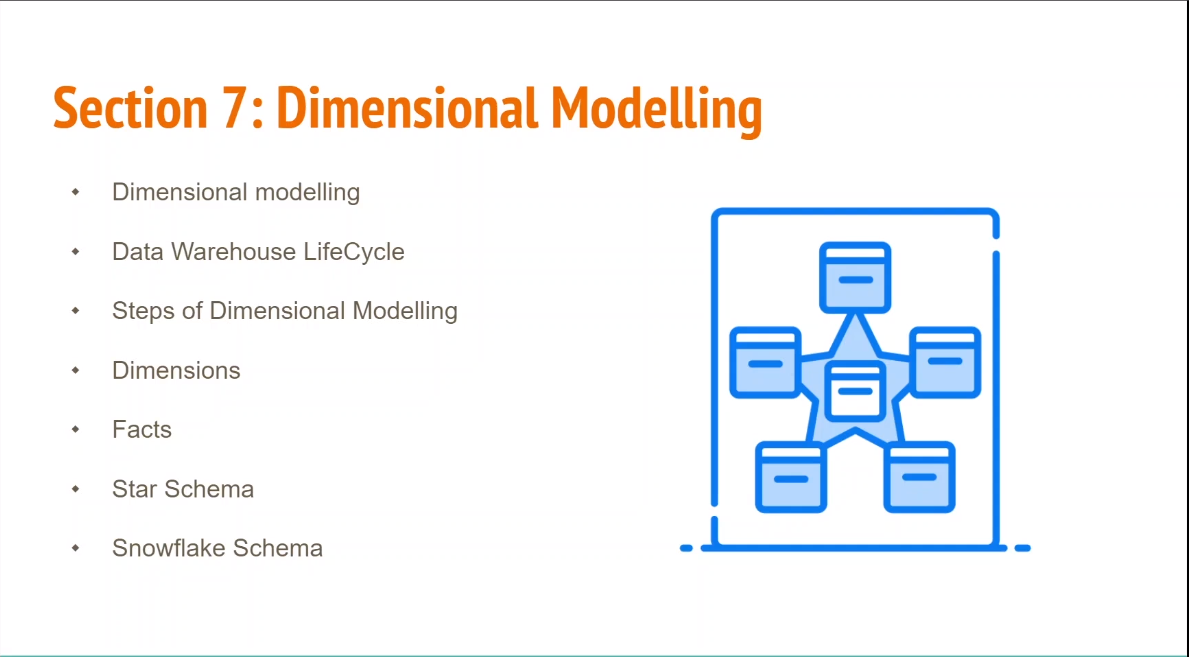 Section 7: Dimensional Modelling
Dimensional modelling
Data Warehouse LifeCycle
Steps of Dimensional Modelling
Dimensions
Facts
Star Schema
Snowflake Schema